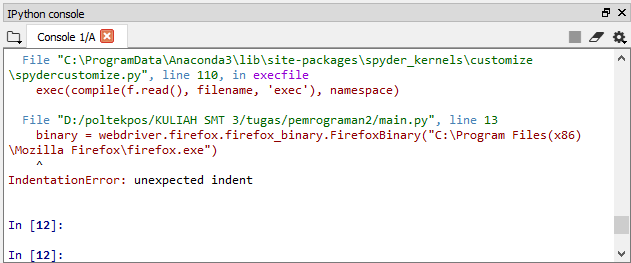 IPython console
Console 1/A
File "C:\ProgramData\Anaconda3\lib\site-packages\spyder_kernels\customize
\spydercustomize.py", line 110, in execfile
exec(compile(f.read(), filename, 'exec'), namespace)
File "D:/poltekpos/KULIAH SMT 3/tugas/pemrograman2/main.py", line 13
binary = webdriver.firefox.firefox_binary.FirefoxBinary("C:\Program Files(x86)
\Mozilla Firefox\firefox.exe")
^
IndentationError: unexpected indent
In [12]:
In [12]: